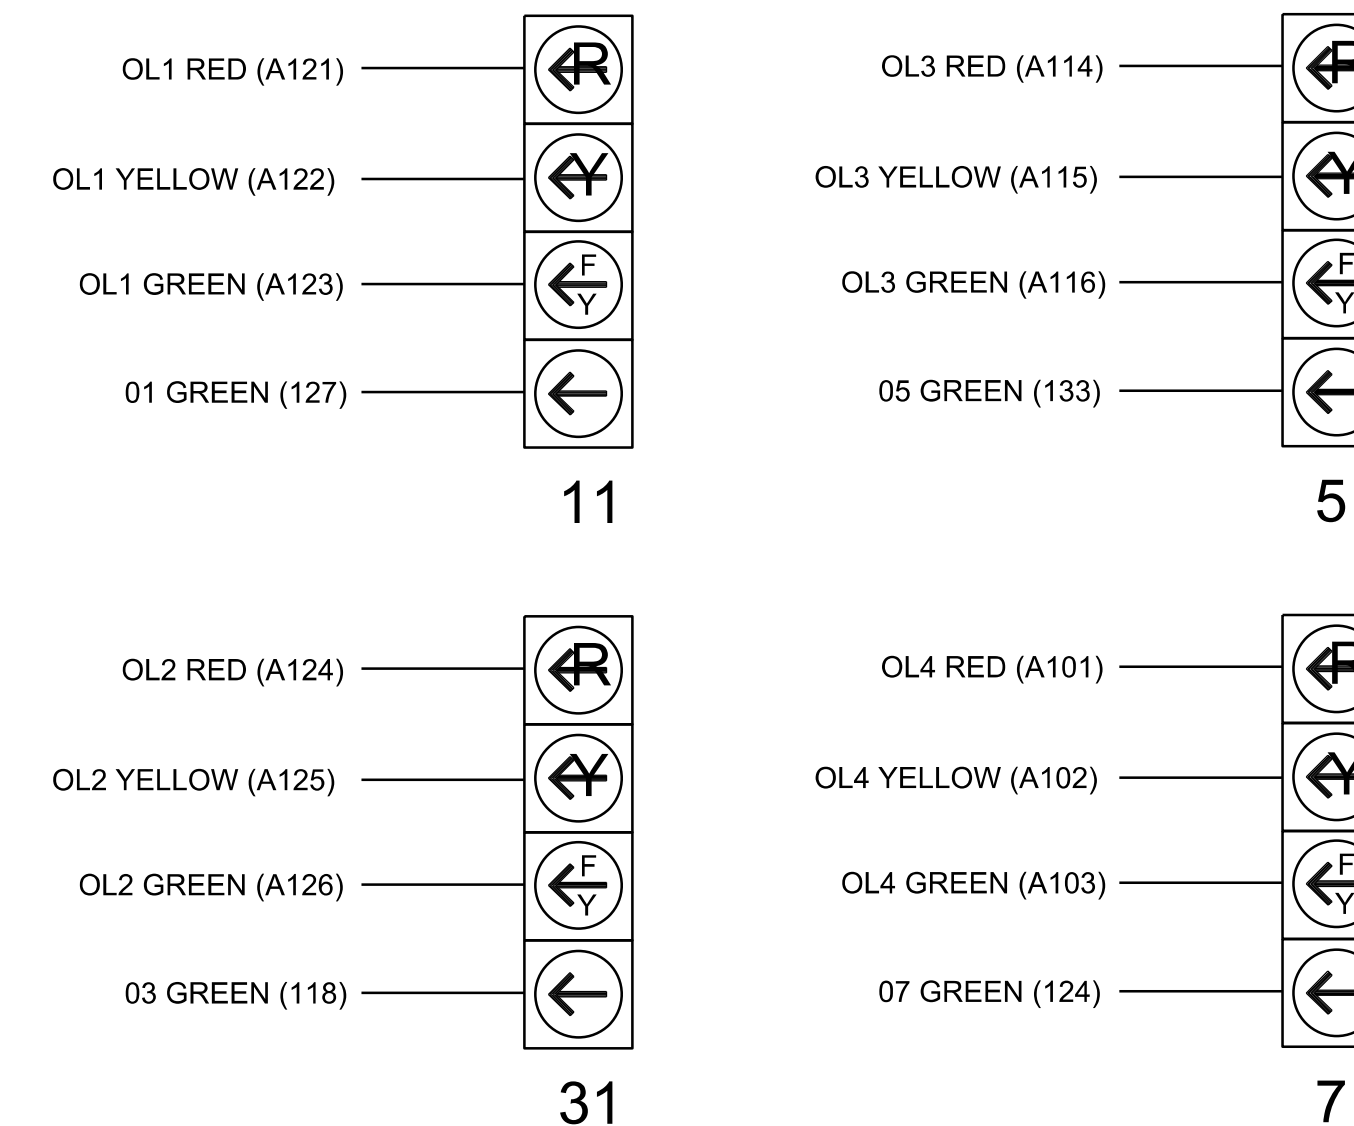 OL1 RED (A121)
R
OL1 YELLOW (A122)
Y
OL1 GREEN (A123)
F
Y
01 GREEN (127)
11
OL3 RED (A114)
OL3 YELLOW (A115)
Y
OL3 GREEN (A116)
F
Y
05 GREEN (133)
5
OL2 RED (A124)
R
OL2 YELLOW (A125)
Y
OL2 GREEN (A126)
F
Y
03 GREEN (118)
31
OL4 RED (A101)
OL4 YELLOW (A102)
Y
OL4 GREEN (A103)
F
Y
07 GREEN (124)
7